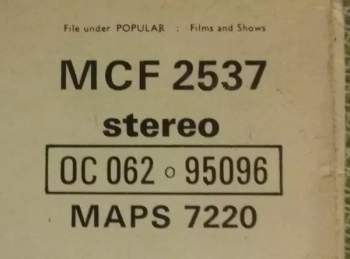 File under POPULAR : Films and Shows
MCF 2537
stereo
OC 062 o 95096
MAPS 7220